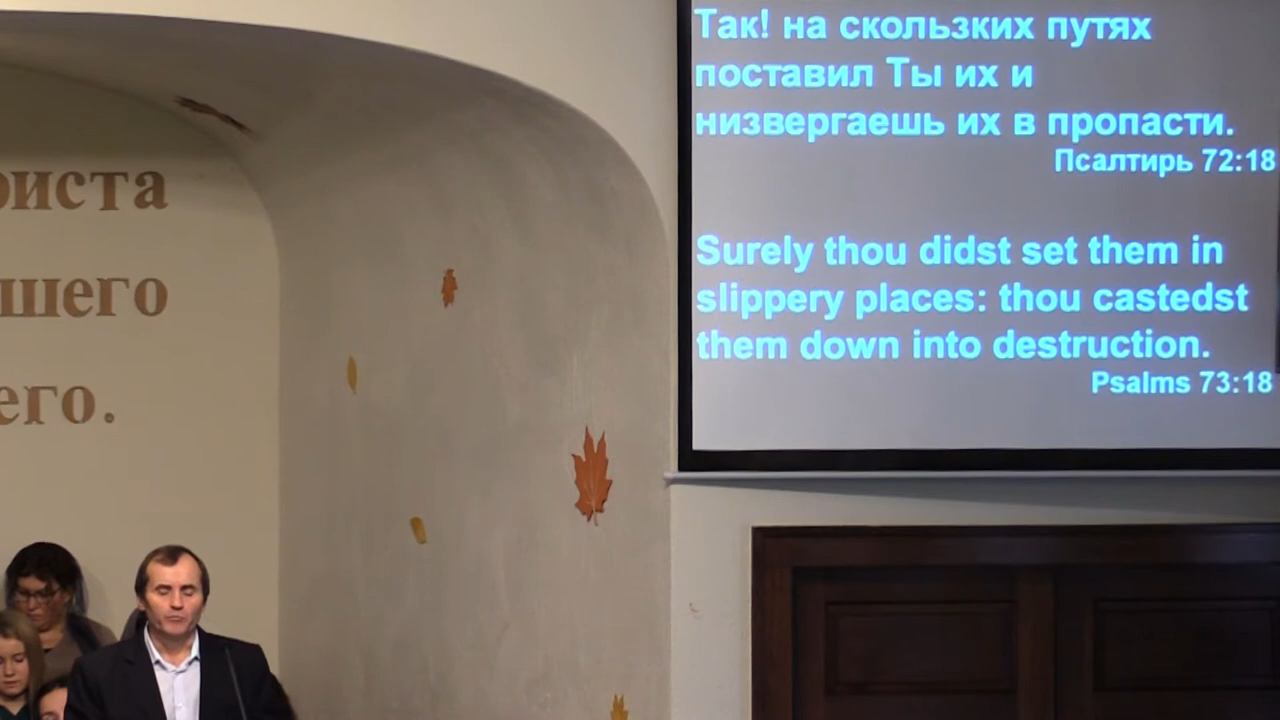 шего
его.
Так! на скользких путях
поставил Ты их и
низвергаешь их в пропасти.
Псалтирь 72:18
Surely thou didst set them in
slippery places: thou castedst
them down into destruction.
Psalms 73:18